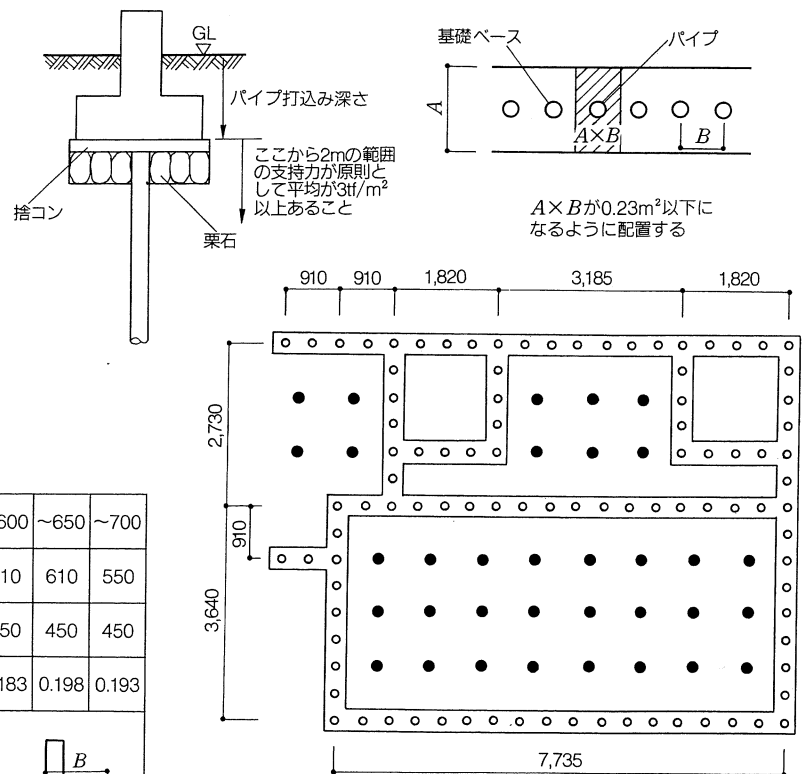 GL
パイプ打込み深さ
ここから2mの範囲
の支持力が原則と
して平均が3tf/m²
以上あること
捨コン
栗石
基礎ベース
パイプ
A
A×B
B
A×Bが0.23m²以下に
なるように配置する
910 910 1,820 3,185 1,820
2,730
910
3,640
7,735
600 ~650 ~700
10 610 550
50 450 450
183 0.198 0.193
B